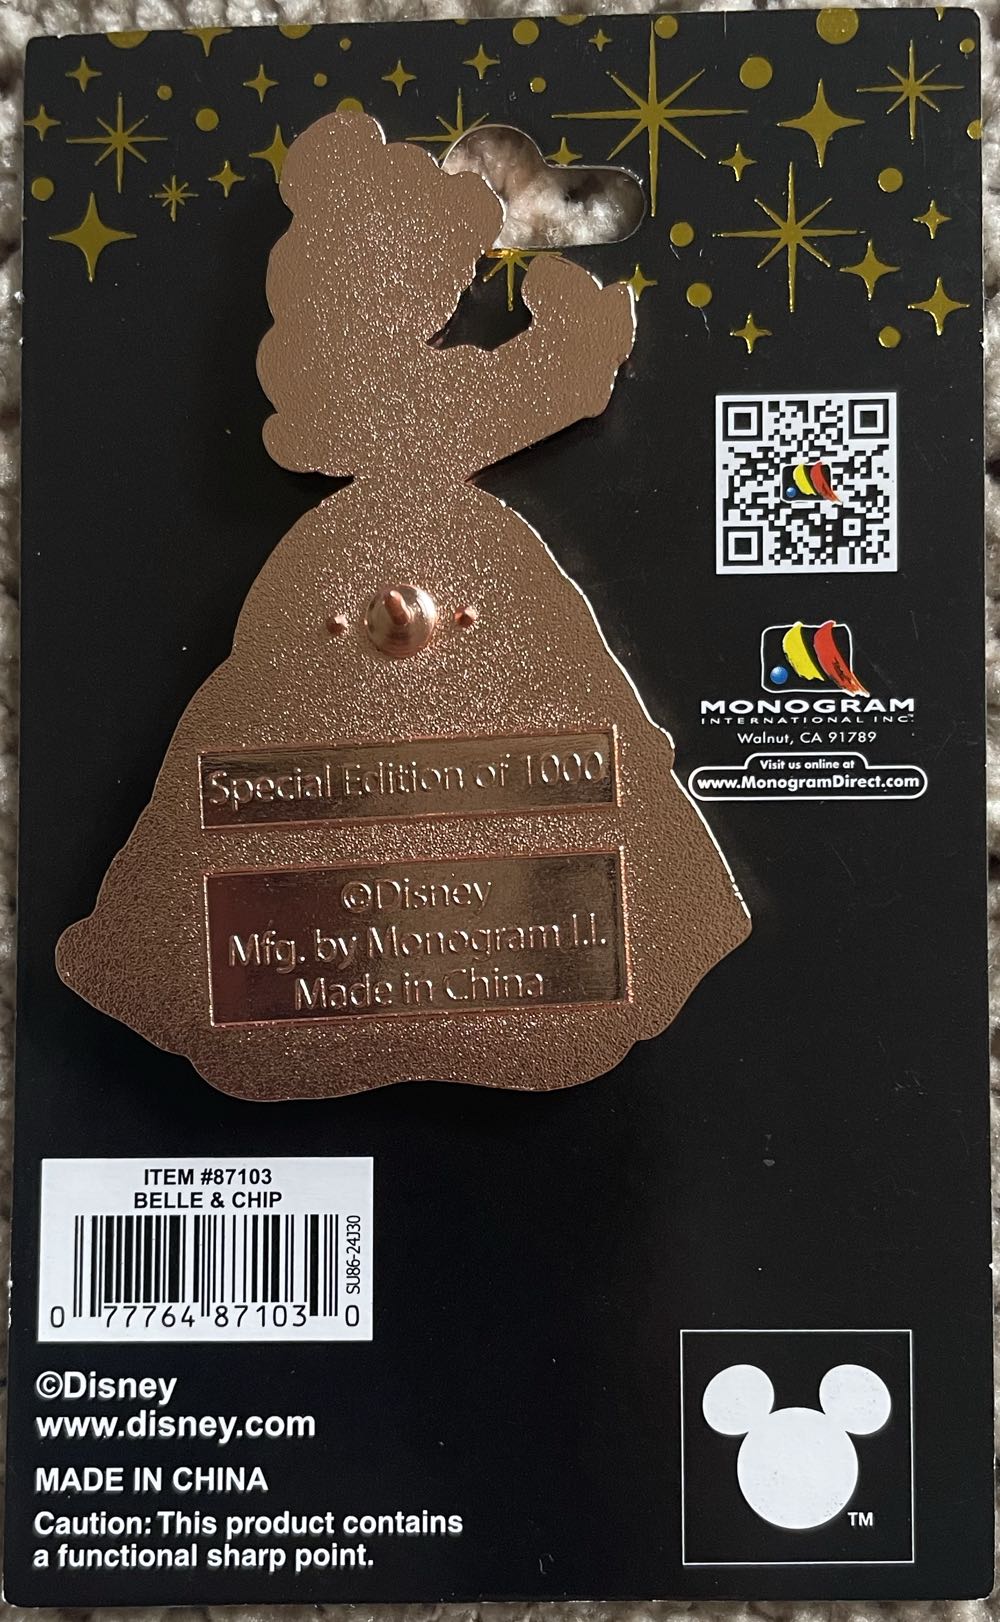 MONOGRAM
INTERNATIONAL INC.
Walnut, CA 91789
Visit us online at
www.MonogramDirect.com
Special Edition of 1000
©Disney
Mfg. by Monogram I.I.
Made in China
ITEM #87103
BELLE & CHIP
SU86-24J30
0 77764 87103 0
©Disney
www.disney.com
MADE IN CHINA
Caution: This product contains
a functional sharp point.
TM